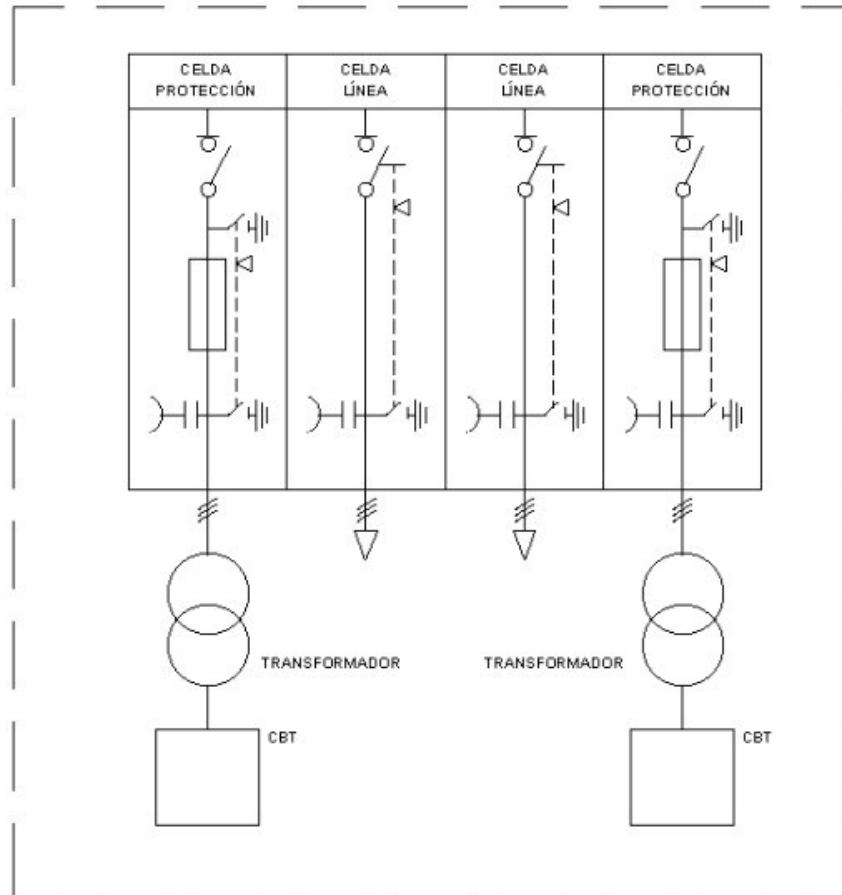 CELDA
PROTECCIÓN
CELDA
LÍNEA
CELDA
LÍNEA
CELDA
PROTECCIÓN
TRANSFORMADOR
TRANSFORMADOR
CBT
CBT